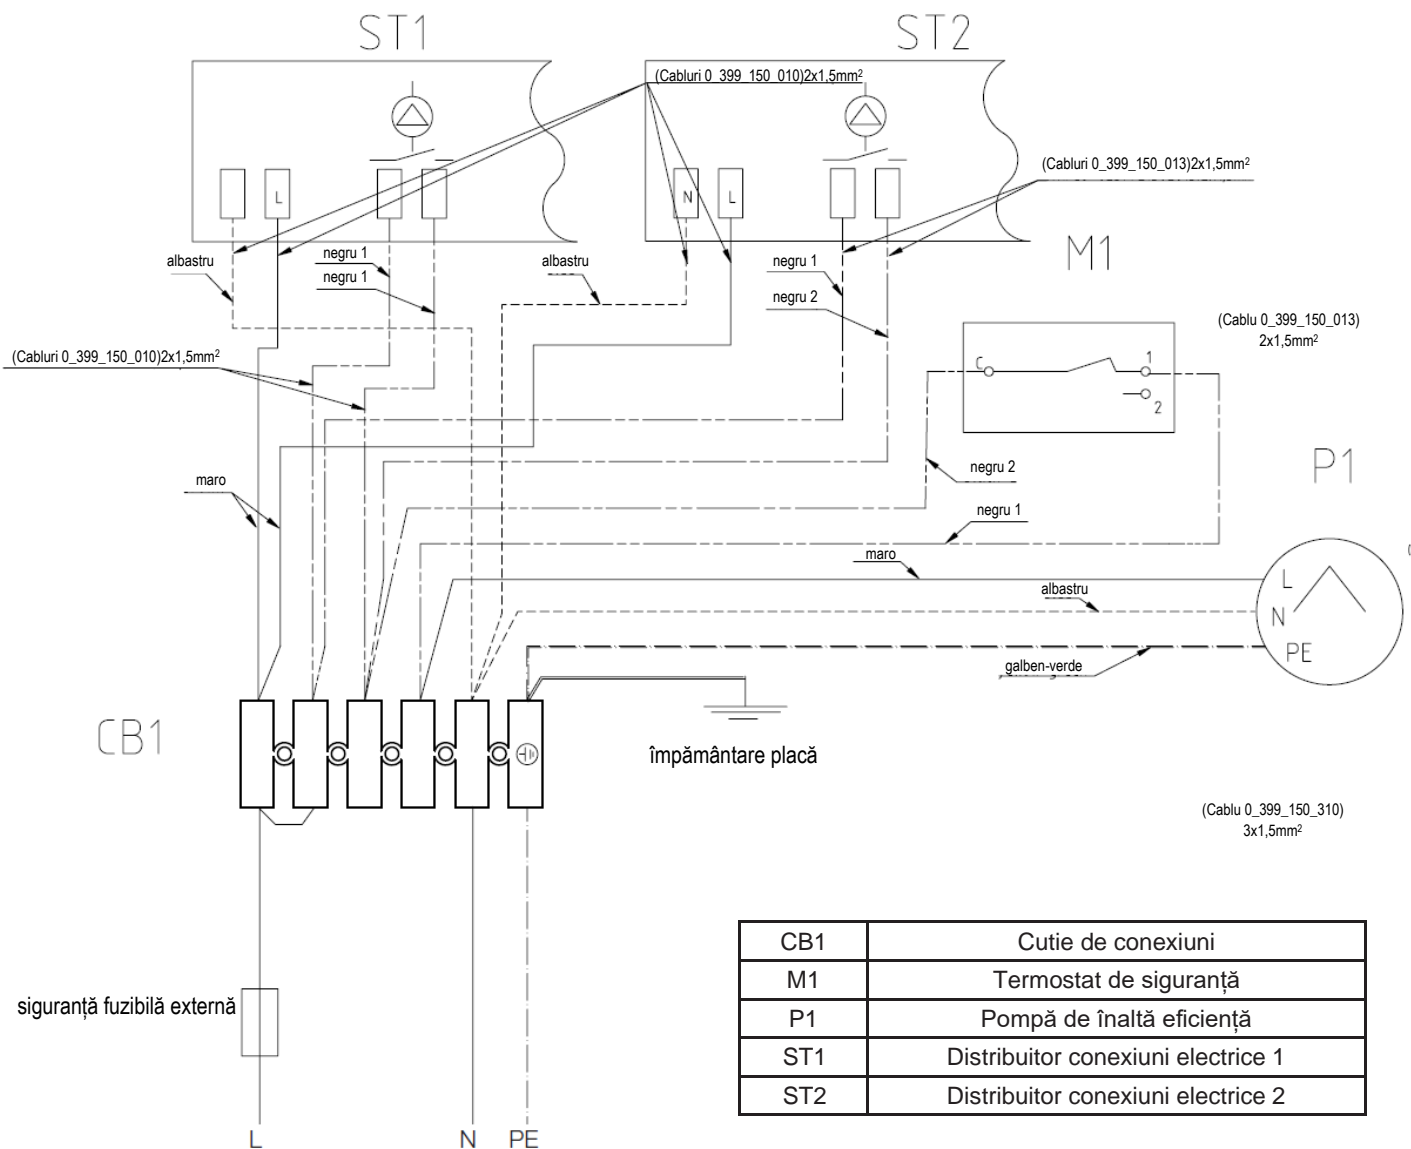 ST1
ST2
(Cabluri 0_399_150_010)2x1,5mm²
(Cabluri 0_399_150_013)2x1,5mm²
L
N
L
M1
albastru
negru 1
negru 1
albastru
negru 1
negru 2
(Cablu 0_399_150_013)
2x1,5mm²
(Cabluri 0_399_150_010)2x1,5mm²
C
1
2
P1
maro
negru 2
negru 1
maro
albastru
galben-verde
L
N
PE
CB1
împământare placă
(Cablu 0_399_150_310)
3x1,5mm²
siguranță fuzibilă externă
L
N
PE
CB1 Cutie de conexiuni
M1 Termostat de siguranță
P1 Pompă de înaltă eficiență
ST1 Distribuitor conexiuni electrice 1
ST2 Distribuitor conexiuni electrice 2